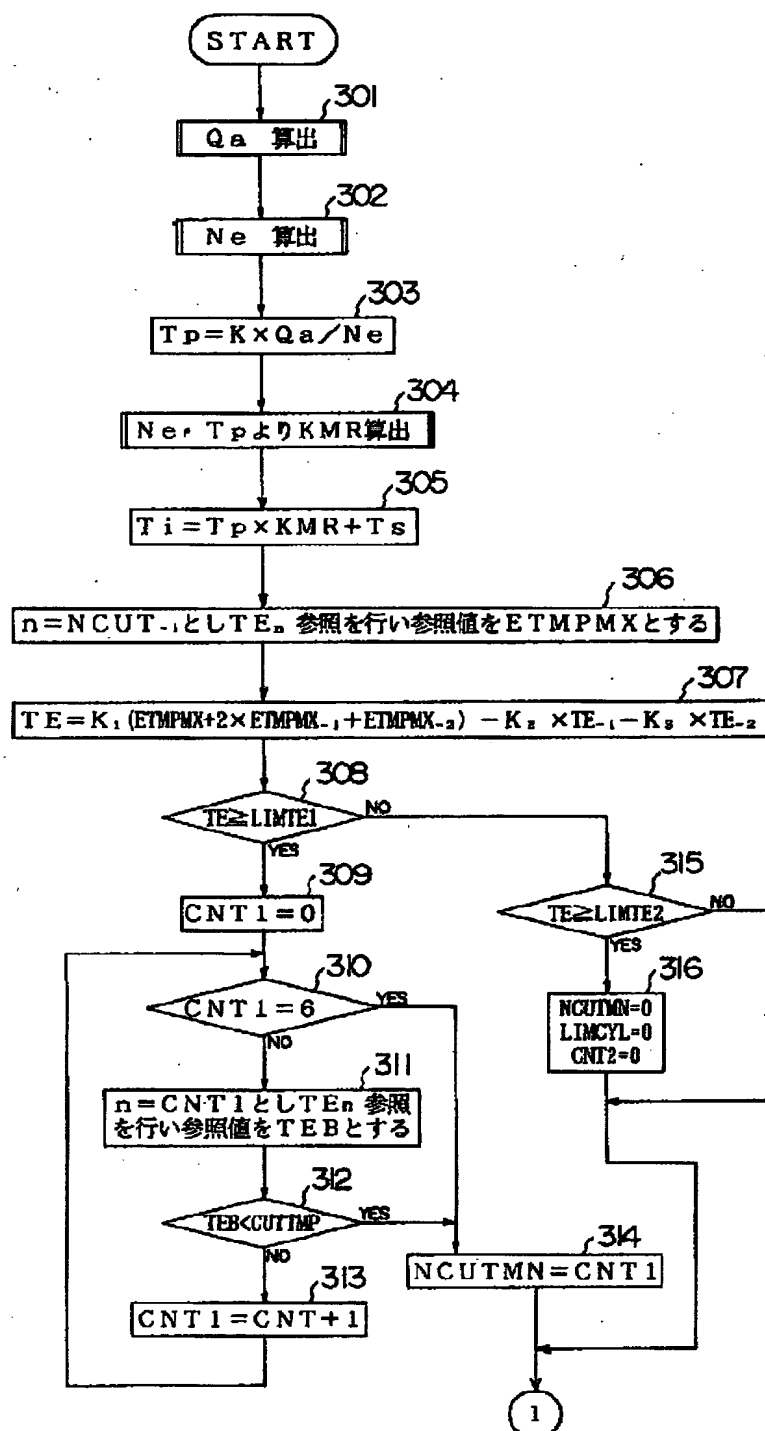 START
301
Qa 算出
302
Ne 算出
303
Tp=K×Qa/Ne
304
Ne, TpよりKMR算出
305
Ti=Tp×KMR+Ts
306
n=NCUT₋₁としTEn 参照を行い参照値をETMPMXとする
307
TE=K₁(ETMPMX+2×ETMPMX₋₁+ETMPMX₋₂) −K₂ ×TE₋₁−K₃ ×TE₋₂
308
TE≧LIMTE1
NO
YES
309
CNT1=0
315
TE≧LIMTE2
NO
YES
310
CNT1=6
YES
NO
316
NCUTMN=0
LIMCYL=0
CNT2=0
311
n=CNT1としTEn 参照
を行い参照値をTEBとする
312
TEB<CUTTMP
YES
NO
314
NCUTMN=CNT1
313
CNT1=CNT+1
1